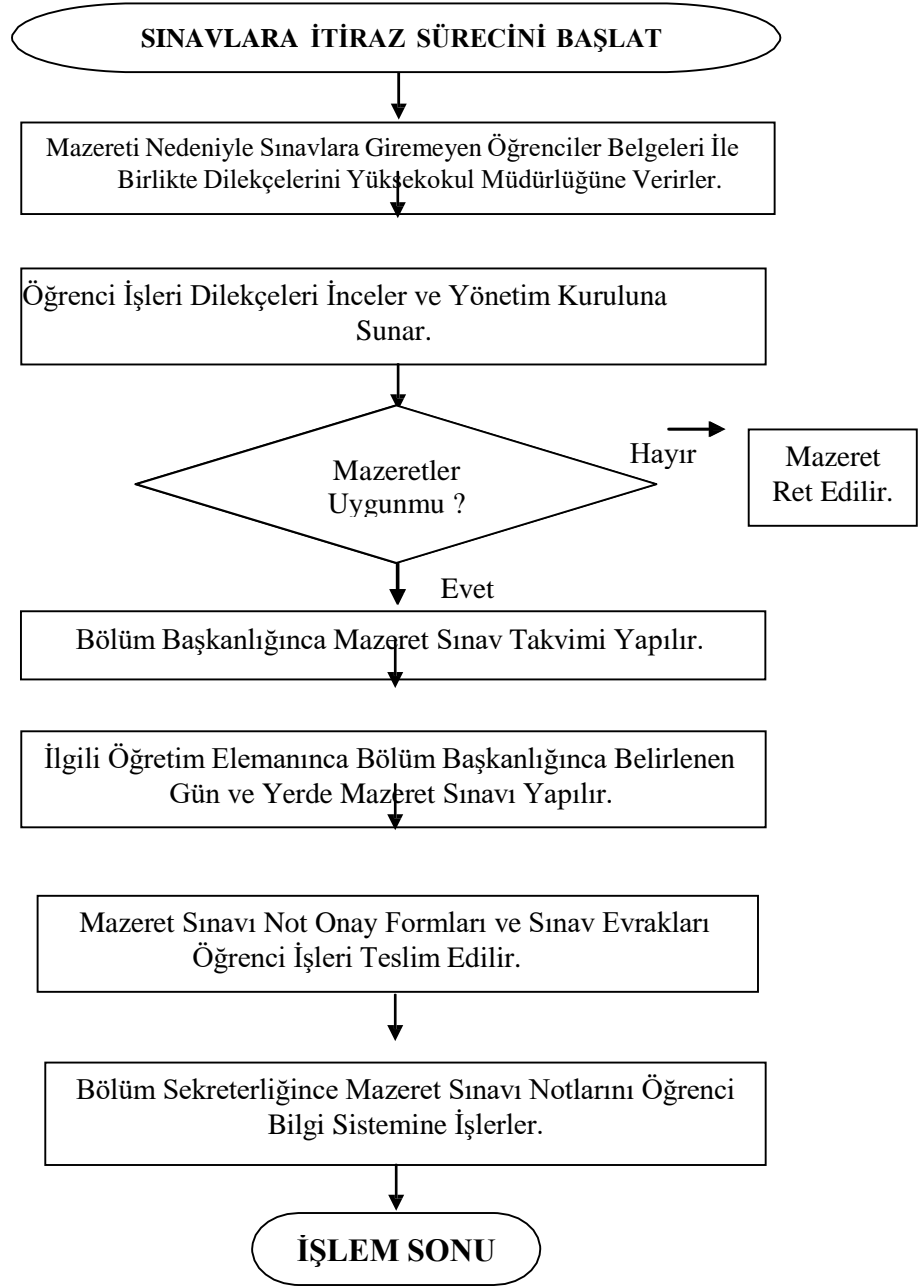 SINAVLARA İTİRAZ SÜRECİNİ BAŞLAT
Mazereti Nedeniyle Sınavlara Giremeyen Öğrenciler Belgeleri İle
Birlikte Dilekçelerini Yüksekokul Müdürlüğüne Verirler.
Öğrenci İşleri Dilekçeleri İnceler ve Yönetim Kuruluna
Sunar.
Mazeretler
Uygunmu ?
Hayır
Mazeret
Ret Edilir.
Evet
Bölüm Başkanlığınca Mazeret Sınav Takvimi Yapılır.
İlgili Öğretim Elemanınca Bölüm Başkanlığınca Belirlenen
Gün ve Yerde Mazeret Sınavı Yapılır.
Mazeret Sınavı Not Onay Formları ve Sınav Evrakları
Öğrenci İşleri Teslim Edilir.
Bölüm Sekreterliğince Mazeret Sınavı Notlarını Öğrenci
Bilgi Sistemine İşlerler.
İŞLEM SONU